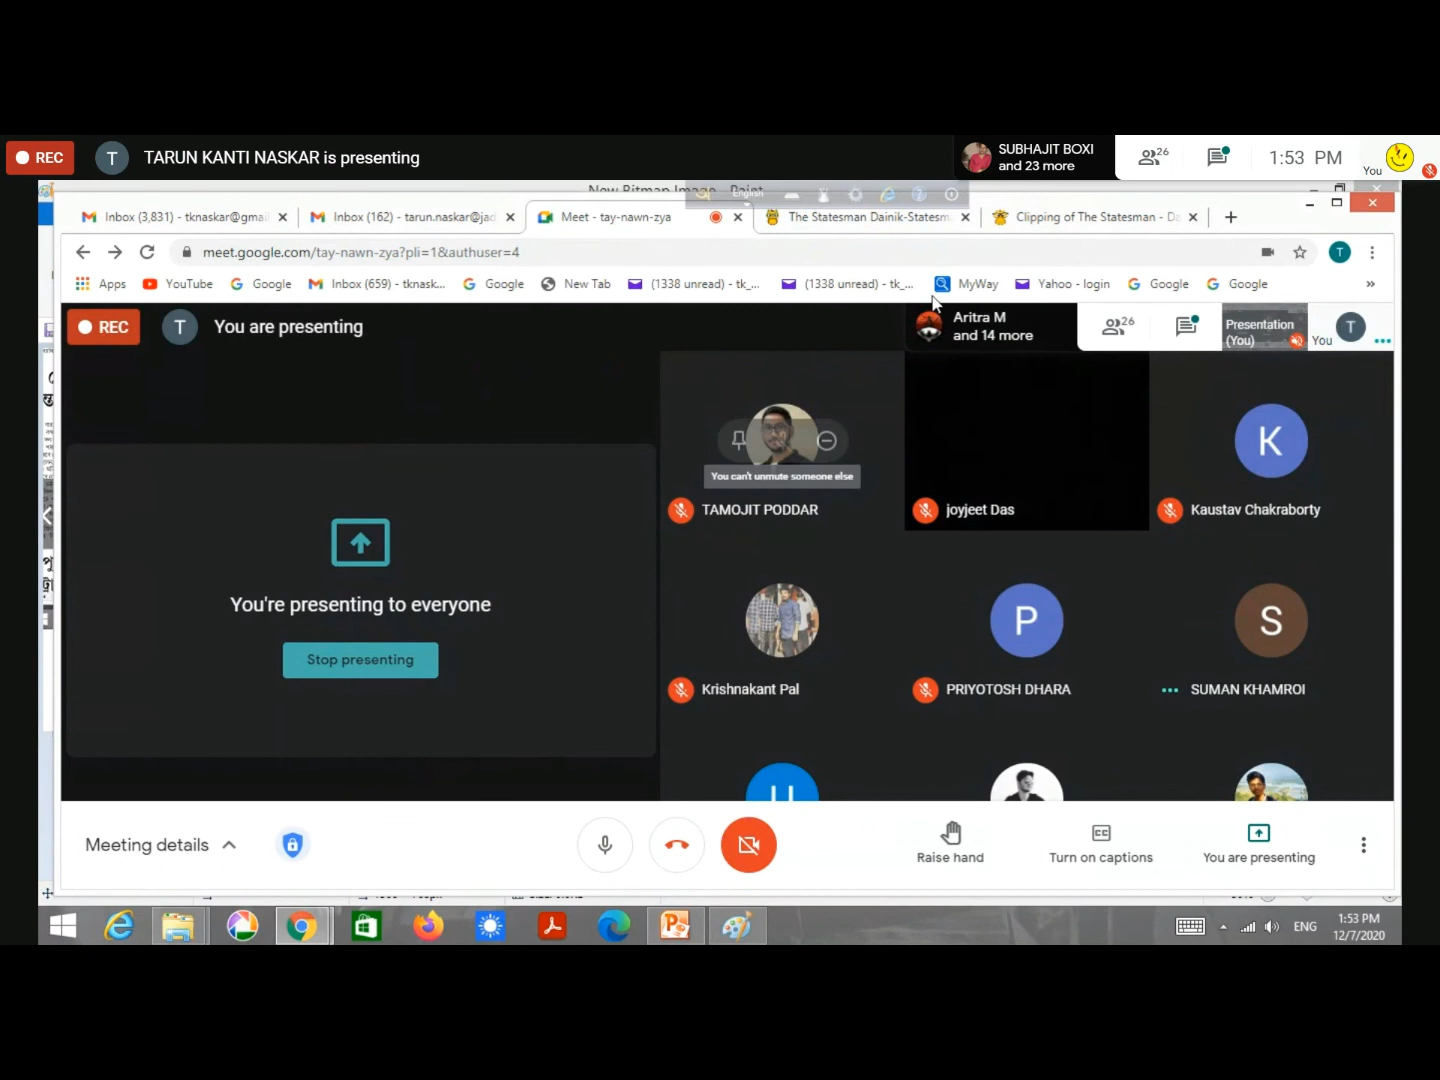 REC
T
TARUN KANTI NASKAR is presenting
SUBHAJIT BOXI
and 23 more
26
1:53 PM
You
New Bitmap Image - Paint
English
Inbox (3,831) - tknaskar@gmai
Inbox (162) - tarun.naskar@jad
Meet - tay-nawn-zya
The Statesman Dainik-Statesm
Clipping of The Statesman - Da
meet.google.com/tay-nawn-zya?pli=1&authuser=4
T
Apps
YouTube
Google
Inbox (659) - tknask...
Google
New Tab
(1338 unread) - tk_...
(1338 unread) - tk_...
MyWay
Yahoo - login
Google
Google
»
REC
T
You are presenting
Aritra M
and 14 more
26
Presentation
(You)
You
T
You can't unmute someone else
TAMOJIT PODDAR
joyjeet Das
K
Kaustav Chakraborty
You're presenting to everyone
Stop presenting
Krishnakant Pal
P
PRIYOTOSH DHARA
S
SUMAN KHAMROI
Meeting details
Raise hand
CC
Turn on captions
You are presenting
ENG
1:53 PM
12/7/2020